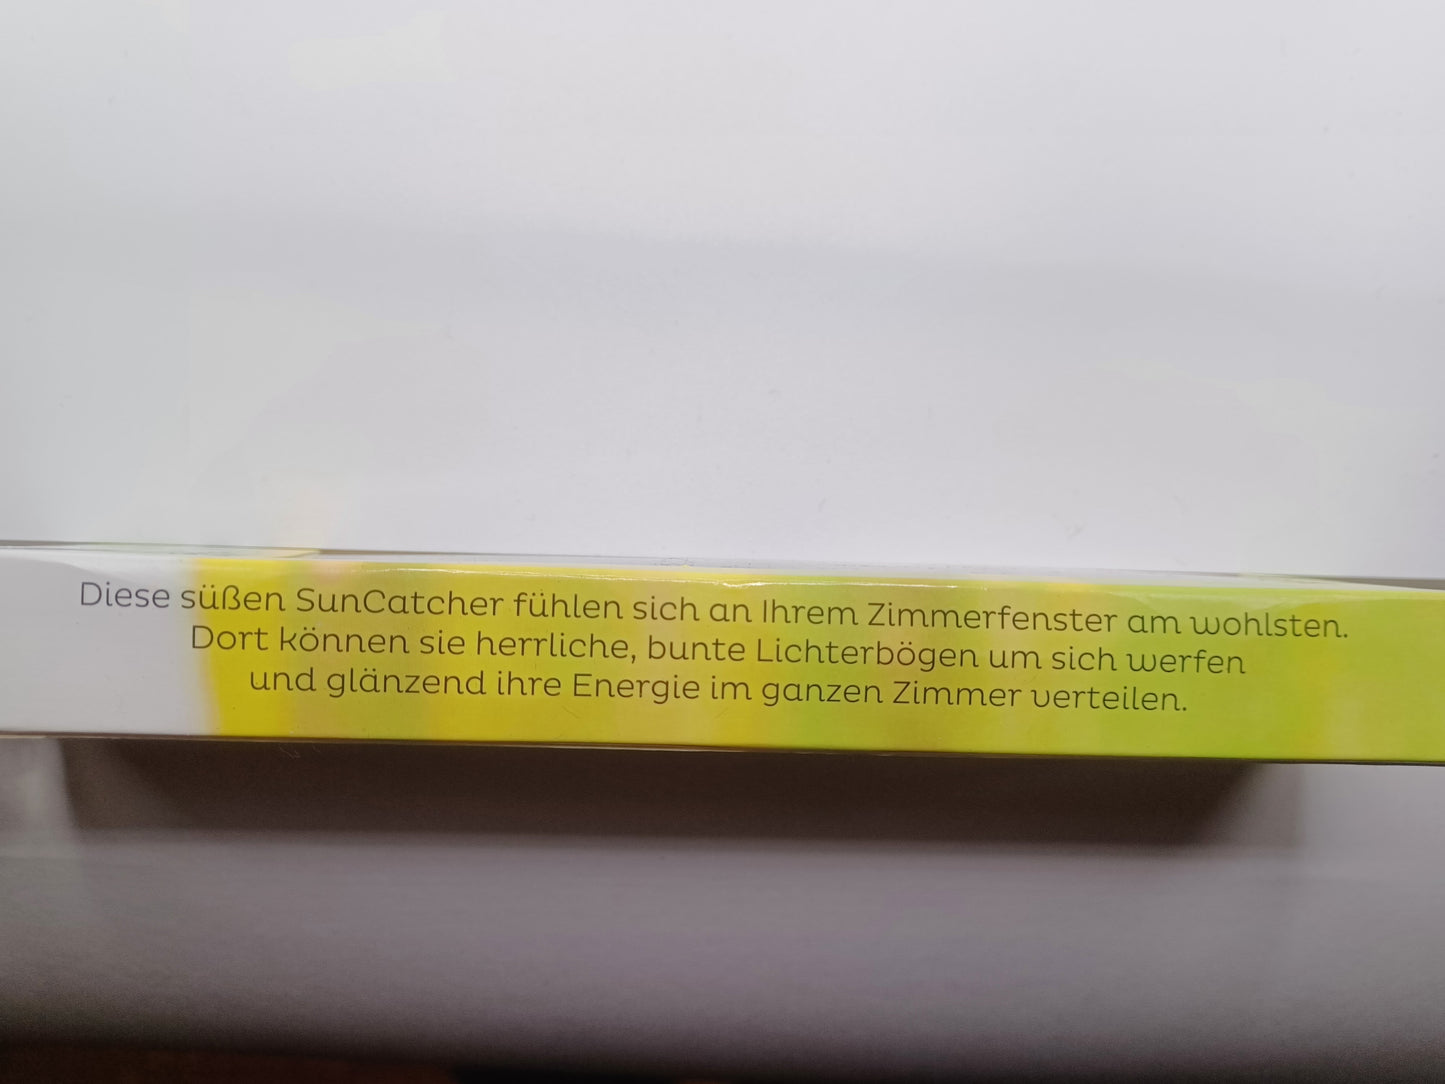 Diese süßen SunCatcher fühlen sich an Ihrem Zimmerfenster am wohlsten.
Dort können sie herrliche, bunte Lichterbögen um sich werfen
und glänzend ihre Energie im ganzen Zimmer verteilen.